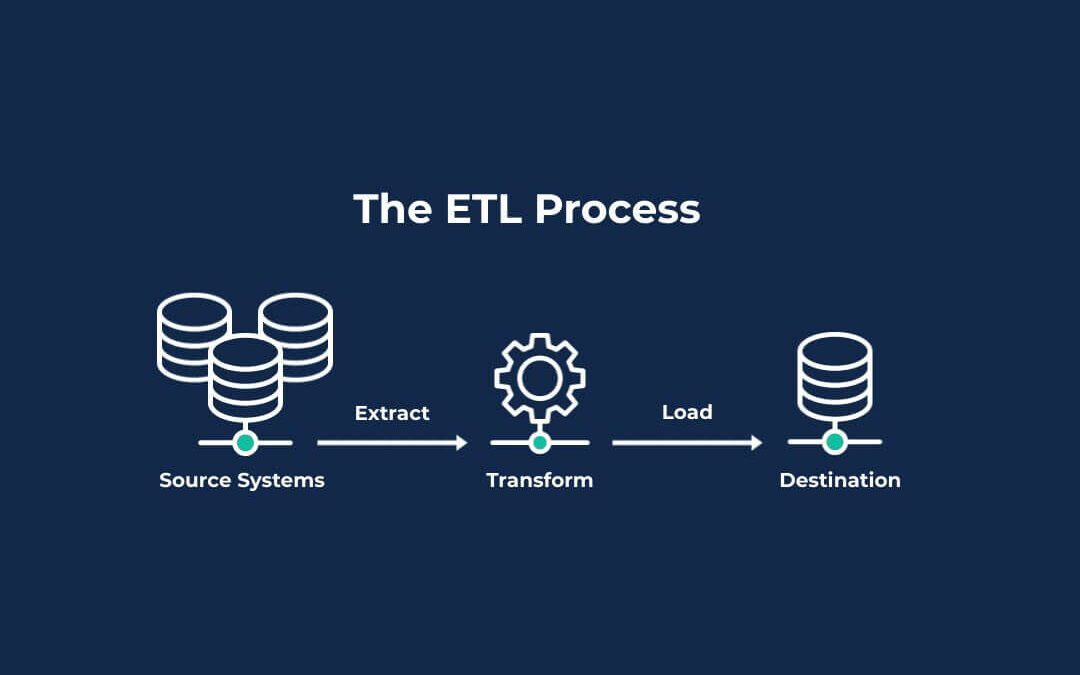 The ETL Process
Extract
Load
Source Systems
Transform
Destination